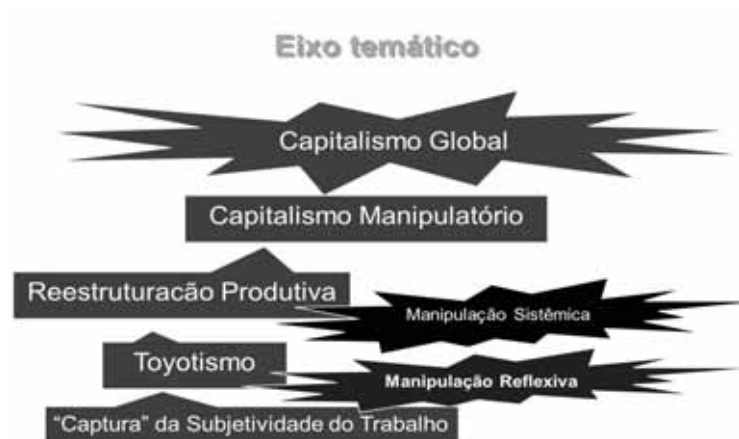 Eixo temático
Capitalismo Global
Capitalismo Manipulatório
Reestruturacão Produtiva
Manipulação Sistêmica
Toyotismo
Manipulação Reflexiva
“Captura” da Subjetividade do Trabalho